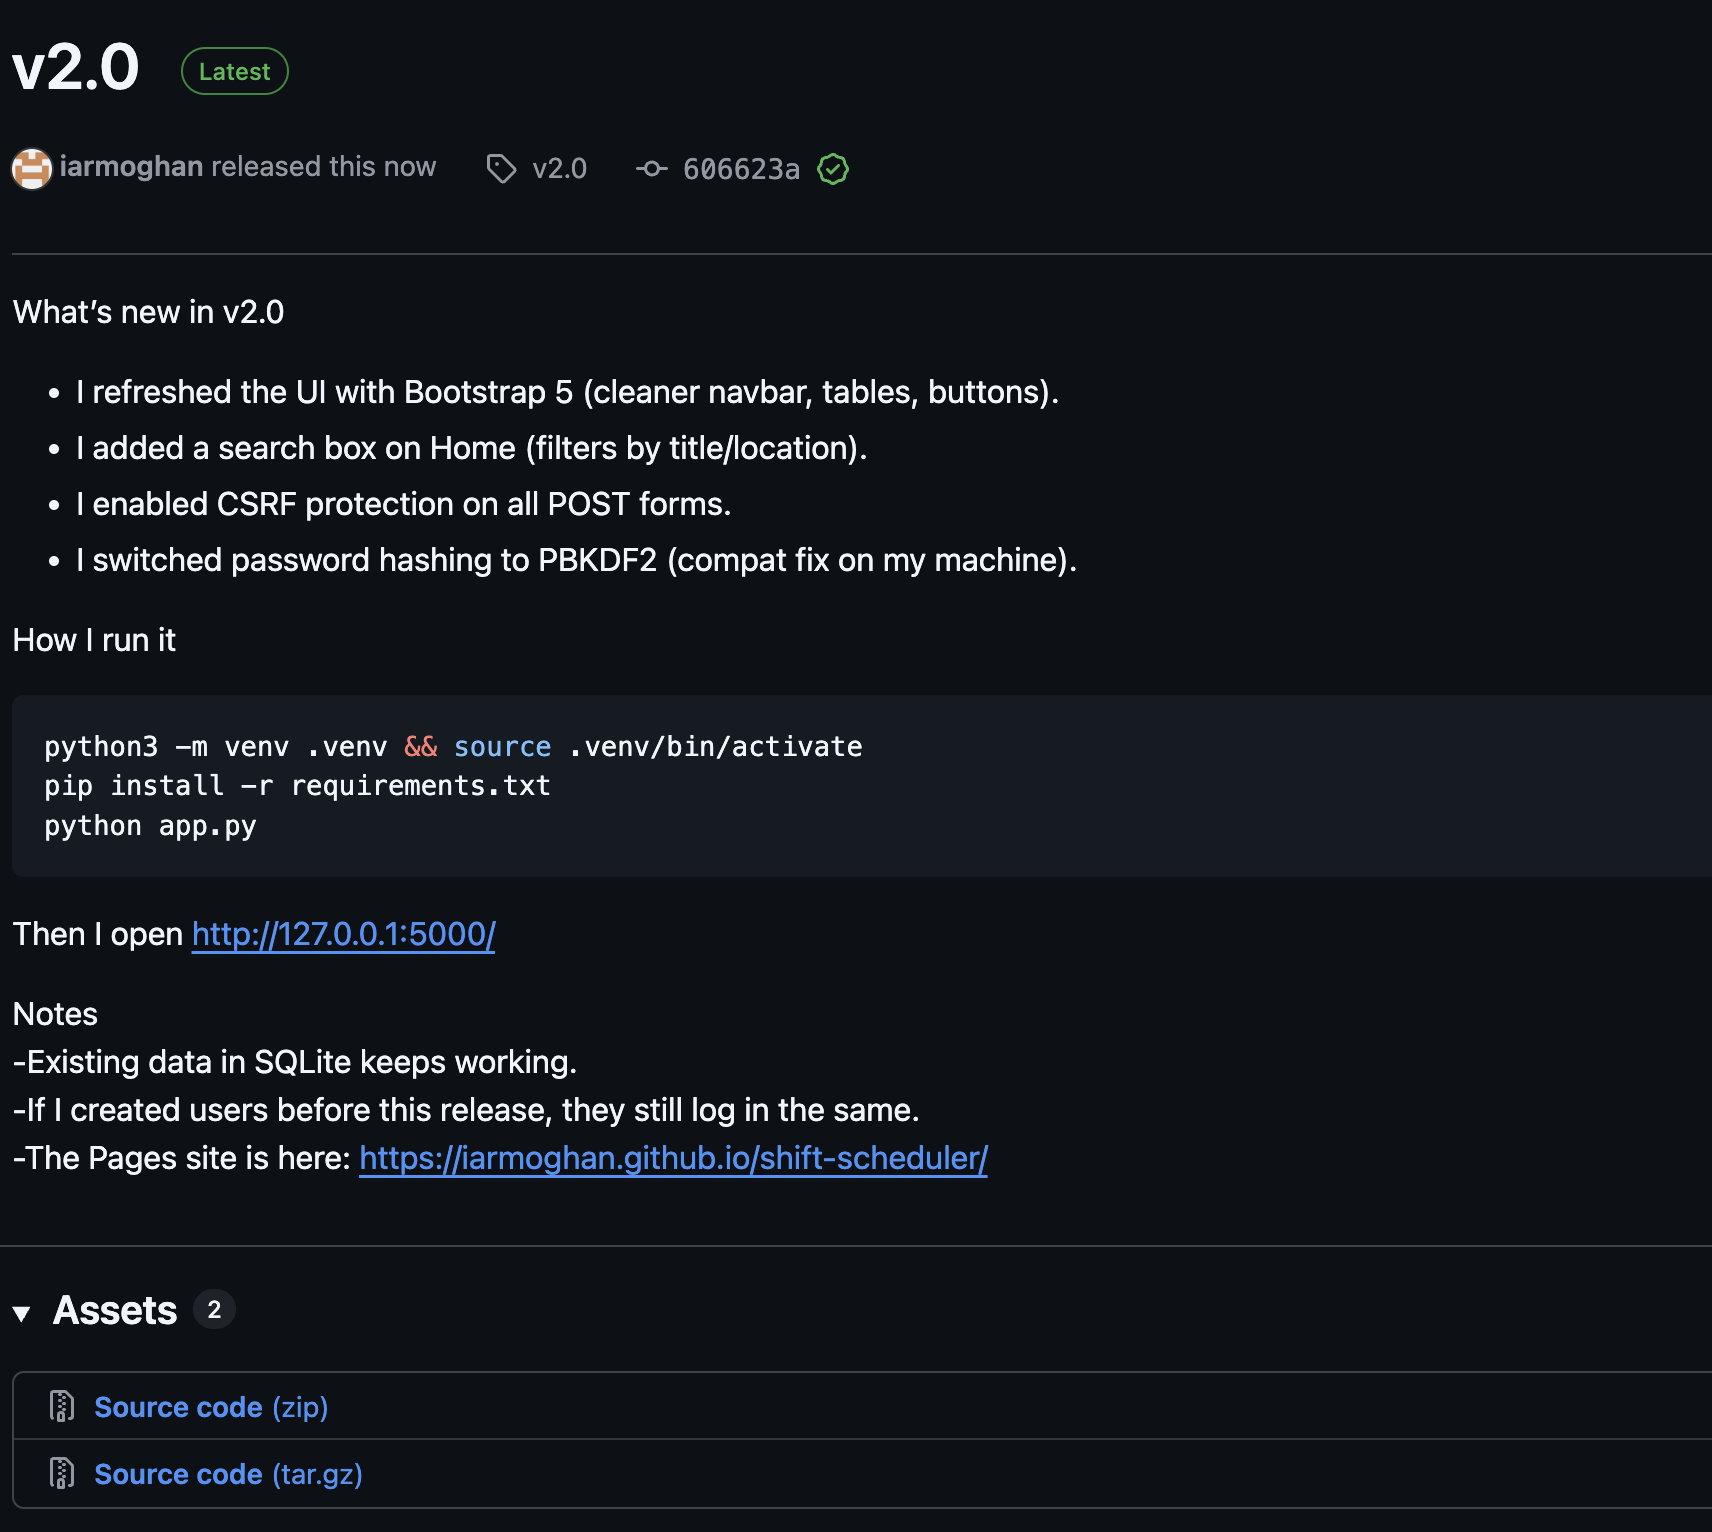 v2.0 Latest
iarmoghan released this now v2.0 606623a
What’s new in v2.0
• I refreshed the UI with Bootstrap 5 (cleaner navbar, tables, buttons).
• I added a search box on Home (filters by title/location).
• I enabled CSRF protection on all POST forms.
• I switched password hashing to PBKDF2 (compat fix on my machine).
How I run it
python3 -m venv .venv && source .venv/bin/activate
pip install -r requirements.txt
python app.py
Then I open http://127.0.0.1:5000/
Notes
-Existing data in SQLite keeps working.
-If I created users before this release, they still log in the same.
-The Pages site is here: https://iarmoghan.github.io/shift-scheduler/
Assets 2
Source code (zip)
Source code (tar.gz)